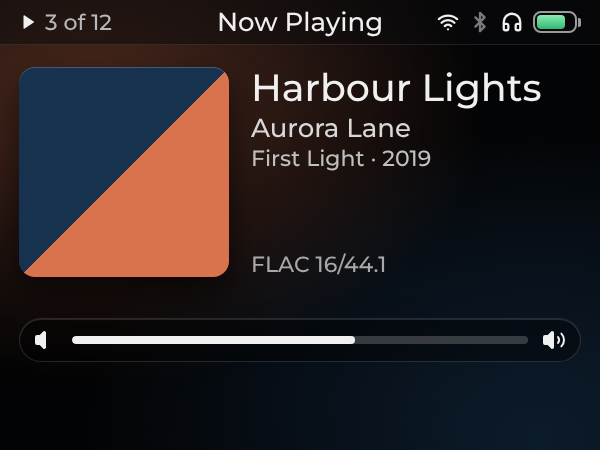 3 of 12
Now Playing
Harbour Lights
Aurora Lane
First Light · 2019
FLAC 16/44.1